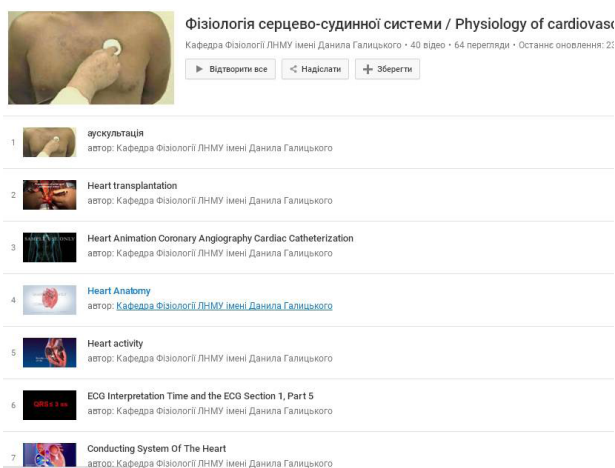 Фізіологія серцево-судинної системи / Physiology of cardiovasc
Кафедра Фізіології ЛНМУ імені Данила Галицького • 40 відео • 64 перегляди • Останнє оновлення: 23
Відтворити все
Надіслати
Зберегти
1
аускультація
автор: Кафедра Фізіології ЛНМУ імені Данила Галицького
2
Heart transplantation
автор: Кафедра Фізіології ЛНМУ імені Данила Галицького
3
Heart Animation Coronary Angiography Cardiac Catheterization
автор: Кафедра Фізіології ЛНМУ імені Данила Галицького
4
Heart Anatomy
автор: Кафедра Фізіології ЛНМУ імені Данила Галицького
5
Heart activity
автор: Кафедра Фізіології ЛНМУ імені Данила Галицького
6
ECG Interpretation Time and the ECG Section 1, Part 5
автор: Кафедра Фізіології ЛНМУ імені Данила Галицького
7
Conducting System Of The Heart
автор: Кафедра Фізіології ЛНМУ імені Данила Галицького